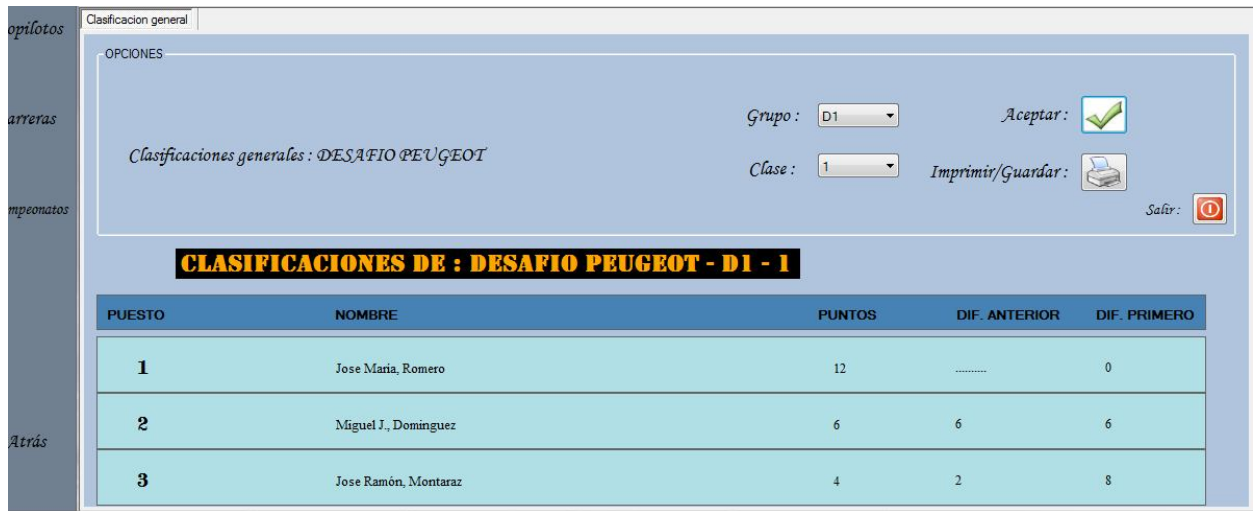 opilotos
arreras
mpeonatos
Atrás
Clasificacion general
OPCIONES
Clasificaciones generales : DESAFIO PEUGEOT
Grupo : D1
Clase : 1
Aceptar :
Imprimir/Guardar :
Salir :
CLASIFICACIONES DE : DESAFIO PEUGEOT - D1 - 1
PUESTO NOMBRE PUNTOS DIF. ANTERIOR DIF. PRIMERO
1 Jose Maria, Romero 12 .......... 0
2 Miguel J., Dominguez 6 6 6
3 Jose Ramón, Montaraz 4 2 8